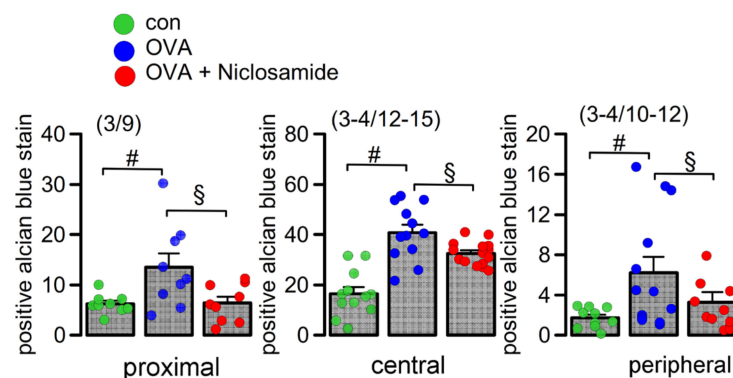 con
OVA
OVA + Niclosamide
(3/9)
#
§
positive alcian blue stain
40
30
20
10
0
proximal
(3-4/12-15)
#
§
positive alcian blue stain
80
60
40
20
0
central
(3-4/10-12)
#
§
positive alcian blue stain
20
16
12
8
4
0
peripheral